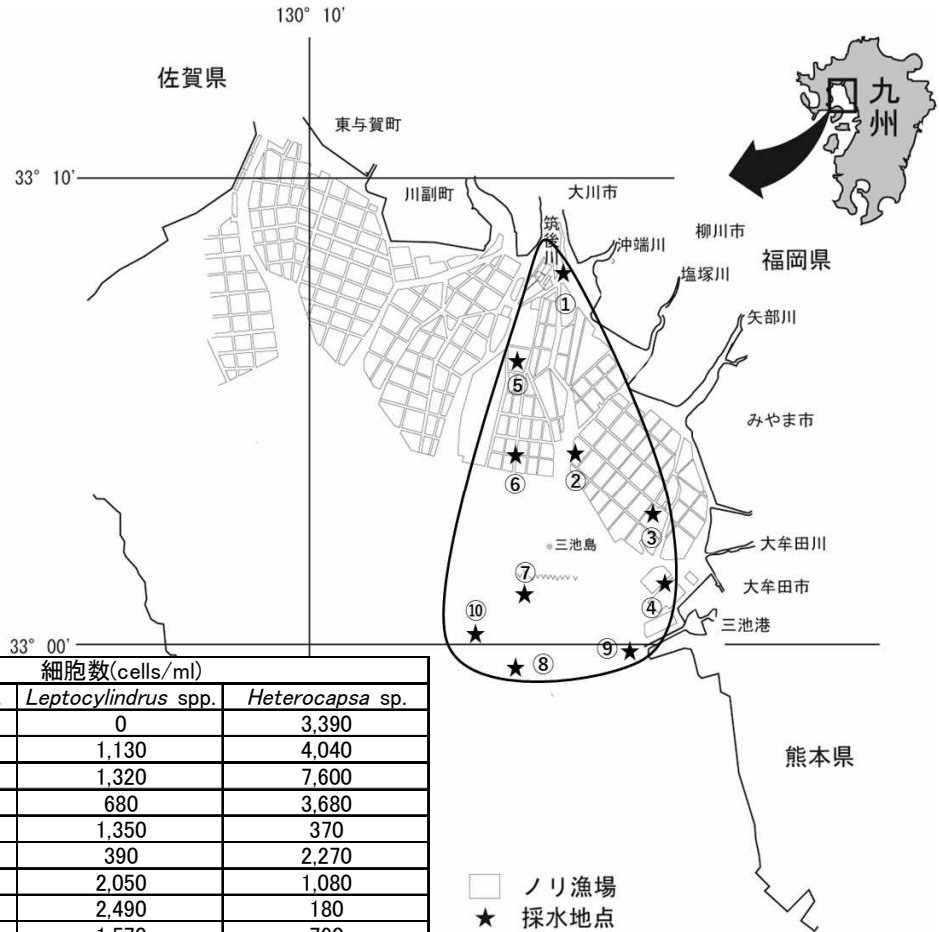 130° 10'
佐賀県
東与賀町
九州
33° 10'
川副町
大川市
筑後川
沖端川
柳川市
福岡県
塩塚川
①
矢部川
⑤
みやま市
⑥
②
③
三池島
大牟田川
⑦
大牟田市
④
⑩
三池港
33° 00'
⑨
⑧
細胞数(cells/ml)
Leptocylindrus spp. Heterocapsa sp.
0 3,390
1,130 4,040
1,320 7,600
680 3,680
1,350 370
390 2,270
2,050 1,080
2,490 180
熊本県
ノリ漁場
★ 採水地点